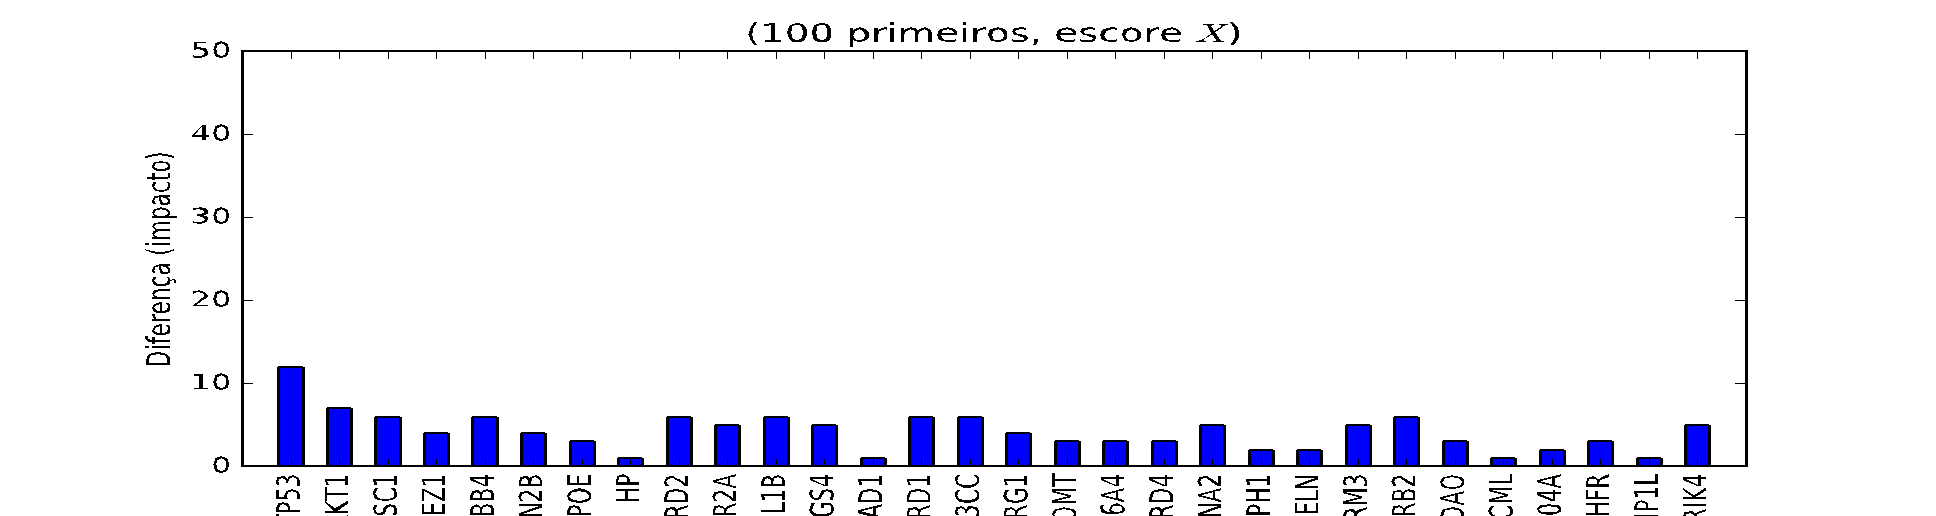 (100 primeiros, escore X)
Diferença (impacto)
50
40
30
20
10
0
TP53
KT1
SC1
EZ1
BB4
N2B
POE
HP
RD2
R2A
L1B
GS4
AD1
RD1
3CC
RG1
OMT
6A4
RD4
NA2
PH1
ELN
RM3
RB2
DAO
CML
04A
HFR
IP1L
RIK4